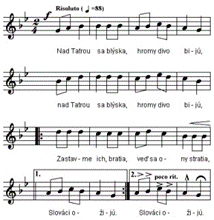 Risoluto (♩=88)
f
Nad Tatrou sa blýska, hromy divo bi - jú,
nad Tatrou sa blýska, hromy divo bi - jú.
Zastav - me ich, bratia, veď sa o - ny stratia,
1. 2. poco rit.
Slováci o - ži - jú. Slováci o - ži - jú.